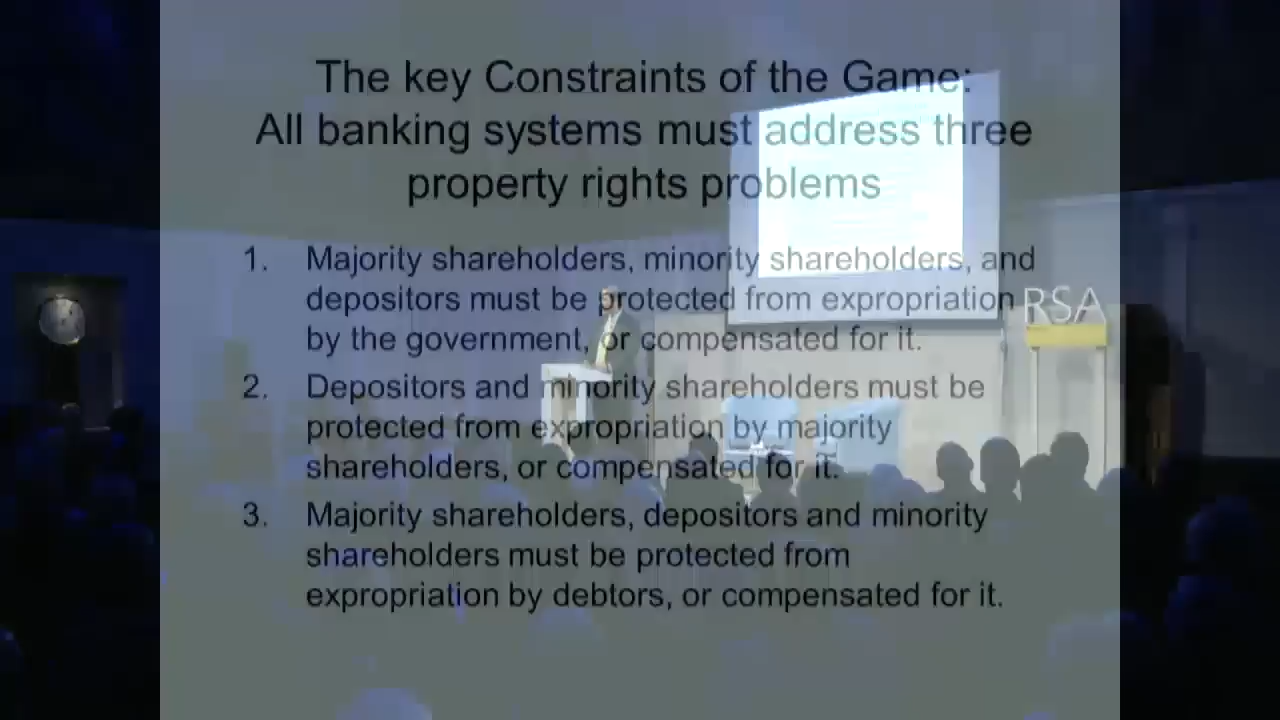 The key Constraints of the Game:
All banking systems must address three
property rights problems
1. Majority shareholders, minority shareholders, and
depositors must be protected from expropriation
by the government, or compensated for it.
RSA
2. Depositors and minority shareholders must be
protected from expropriation by majority
shareholders, or compensated for it.
3. Majority shareholders, depositors and minority
shareholders must be protected from
expropriation by debtors, or compensated for it.